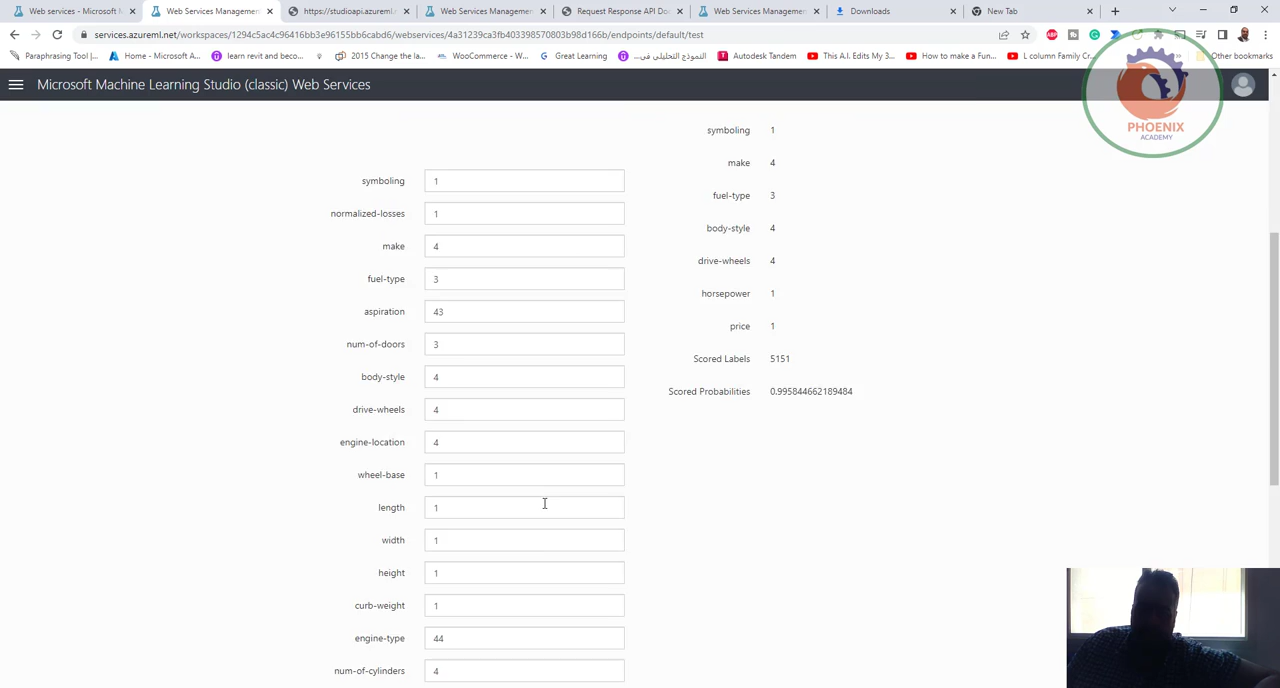 Web services - Microsoft M
Web Services Management
https://studioapi.azureml
Web Services Management
Request Response API Do
Web Services Management
Downloads
New Tab
services.azureml.net/workspaces/1294c5ac4c96416bb3e96155bb6cabdc/webservices/4a31239ca3fb403398570803b98d166b/endpoints/default/test
Paraphrasing Tool |...
Home - Microsoft A...
learn revit and beco...
2015 Change the la...
WooCommerce ‹ W...
Great Learning
النموذج التحليلى فى...
Autodesk Tandem
This A.I. Edits My 3...
How to make a Fun...
L column Family Cr...
Other bookmarks
Microsoft Machine Learning Studio (classic) Web Services
PHOENIX
ACADEMY
symboling 1
normalized-losses 1
make 4
fuel-type 3
aspiration 43
num-of-doors 3
body-style 4
drive-wheels 4
engine-location 4
wheel-base 1
length 1
width 1
height 1
curb-weight 1
engine-type 44
num-of-cylinders 4
symboling 1
make 4
fuel-type 3
body-style 4
drive-wheels 4
horsepower 1
price 1
Scored Labels 5151
Scored Probabilities 0.995844662189484